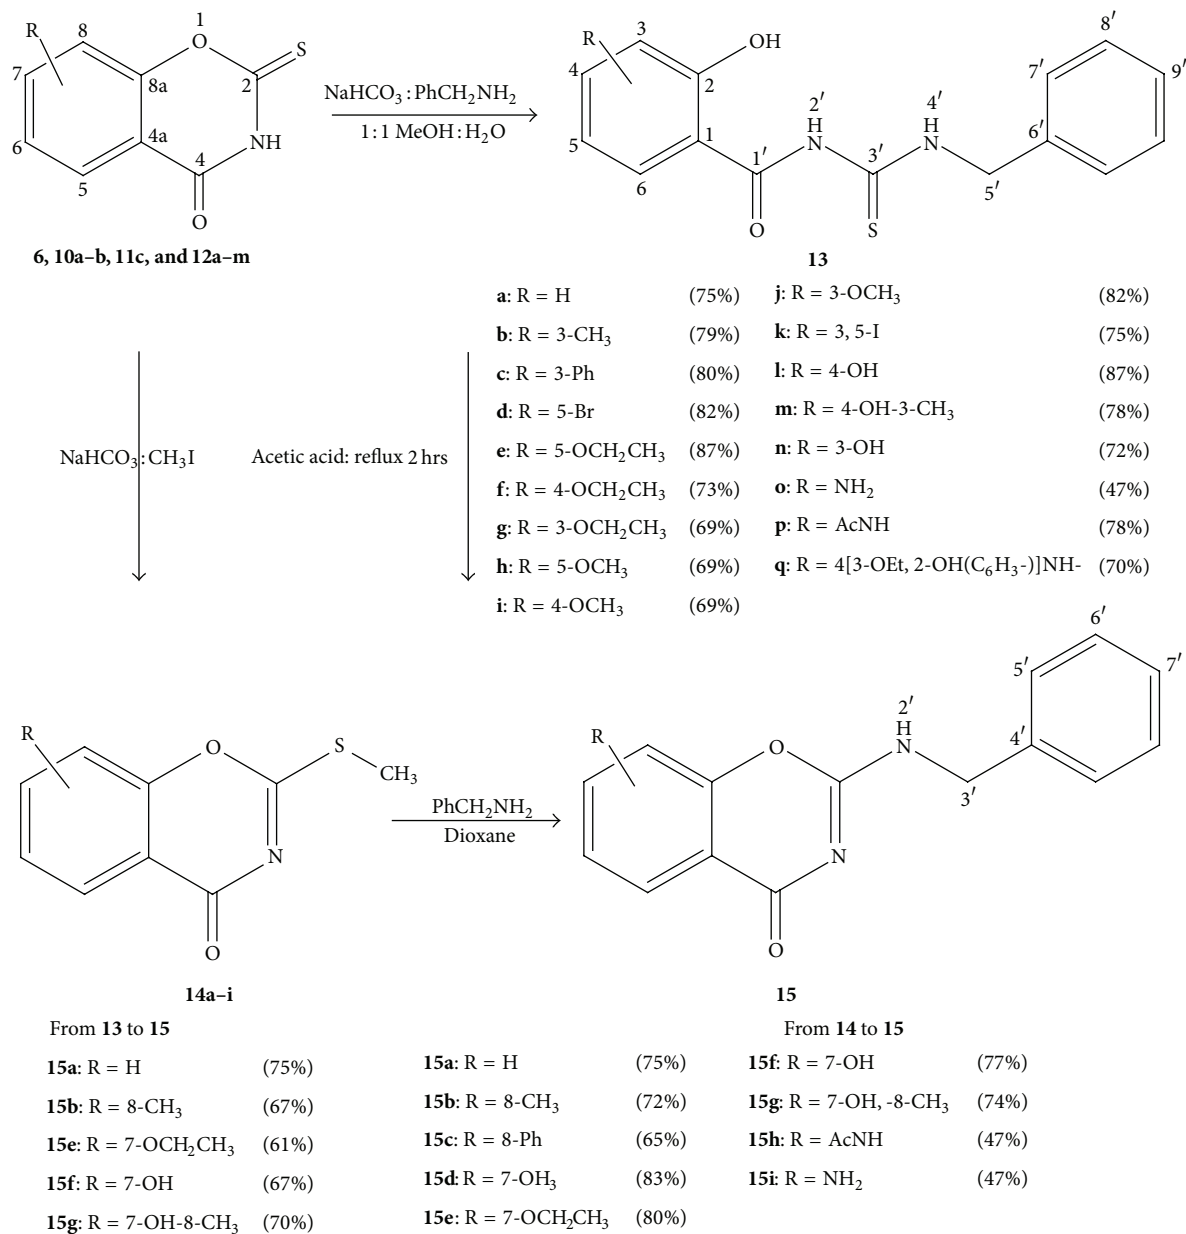 R
8
1
O
2
S
7
8a
NH
6
4a
4
5
O
NaHCO₃ : PhCH₂NH₂
1 : 1 MeOH : H₂O
R
3
OH
4
2
5
1
6
1′
O
2′
H
N
3′
S
4′
H
N
5′
6′
7′
8′
9′
6, 10a–b, 11c, and 12a–m
13
a: R = H (75%)
b: R = 3-CH₃ (79%)
c: R = 3-Ph (80%)
d: R = 5-Br (82%)
e: R = 5-OCH₂CH₃ (87%)
f: R = 4-OCH₂CH₃ (73%)
g: R = 3-OCH₂CH₃ (69%)
h: R = 5-OCH₃ (69%)
i: R = 4-OCH₃ (69%)
j: R = 3-OCH₃ (82%)
k: R = 3, 5-I (75%)
l: R = 4-OH (87%)
m: R = 4-OH-3-CH₃ (78%)
n: R = 3-OH (72%)
o: R = NH₂ (47%)
p: R = AcNH (78%)
q: R = 4[3-OEt, 2-OH(C₆H₃-)]NH- (70%)
NaHCO₃:CH₃I
Acetic acid: reflux 2 hrs
R
O
S
CH₃
N
O
PhCH₂NH₂
Dioxane
R
O
2′
H
N
3′
4′
5′
6′
7′
N
O
14a–i
15
From 13 to 15
15a: R = H (75%)
15b: R = 8-CH₃ (67%)
15e: R = 7-OCH₂CH₃ (61%)
15f: R = 7-OH (67%)
15g: R = 7-OH-8-CH₃ (70%)
From 14 to 15
15a: R = H (75%)
15b: R = 8-CH₃ (72%)
15c: R = 8-Ph (65%)
15d: R = 7-OH₃ (83%)
15e: R = 7-OCH₂CH₃ (80%)
15f: R = 7-OH (77%)
15g: R = 7-OH, -8-CH₃ (74%)
15h: R = AcNH (47%)
15i: R = NH₂ (47%)